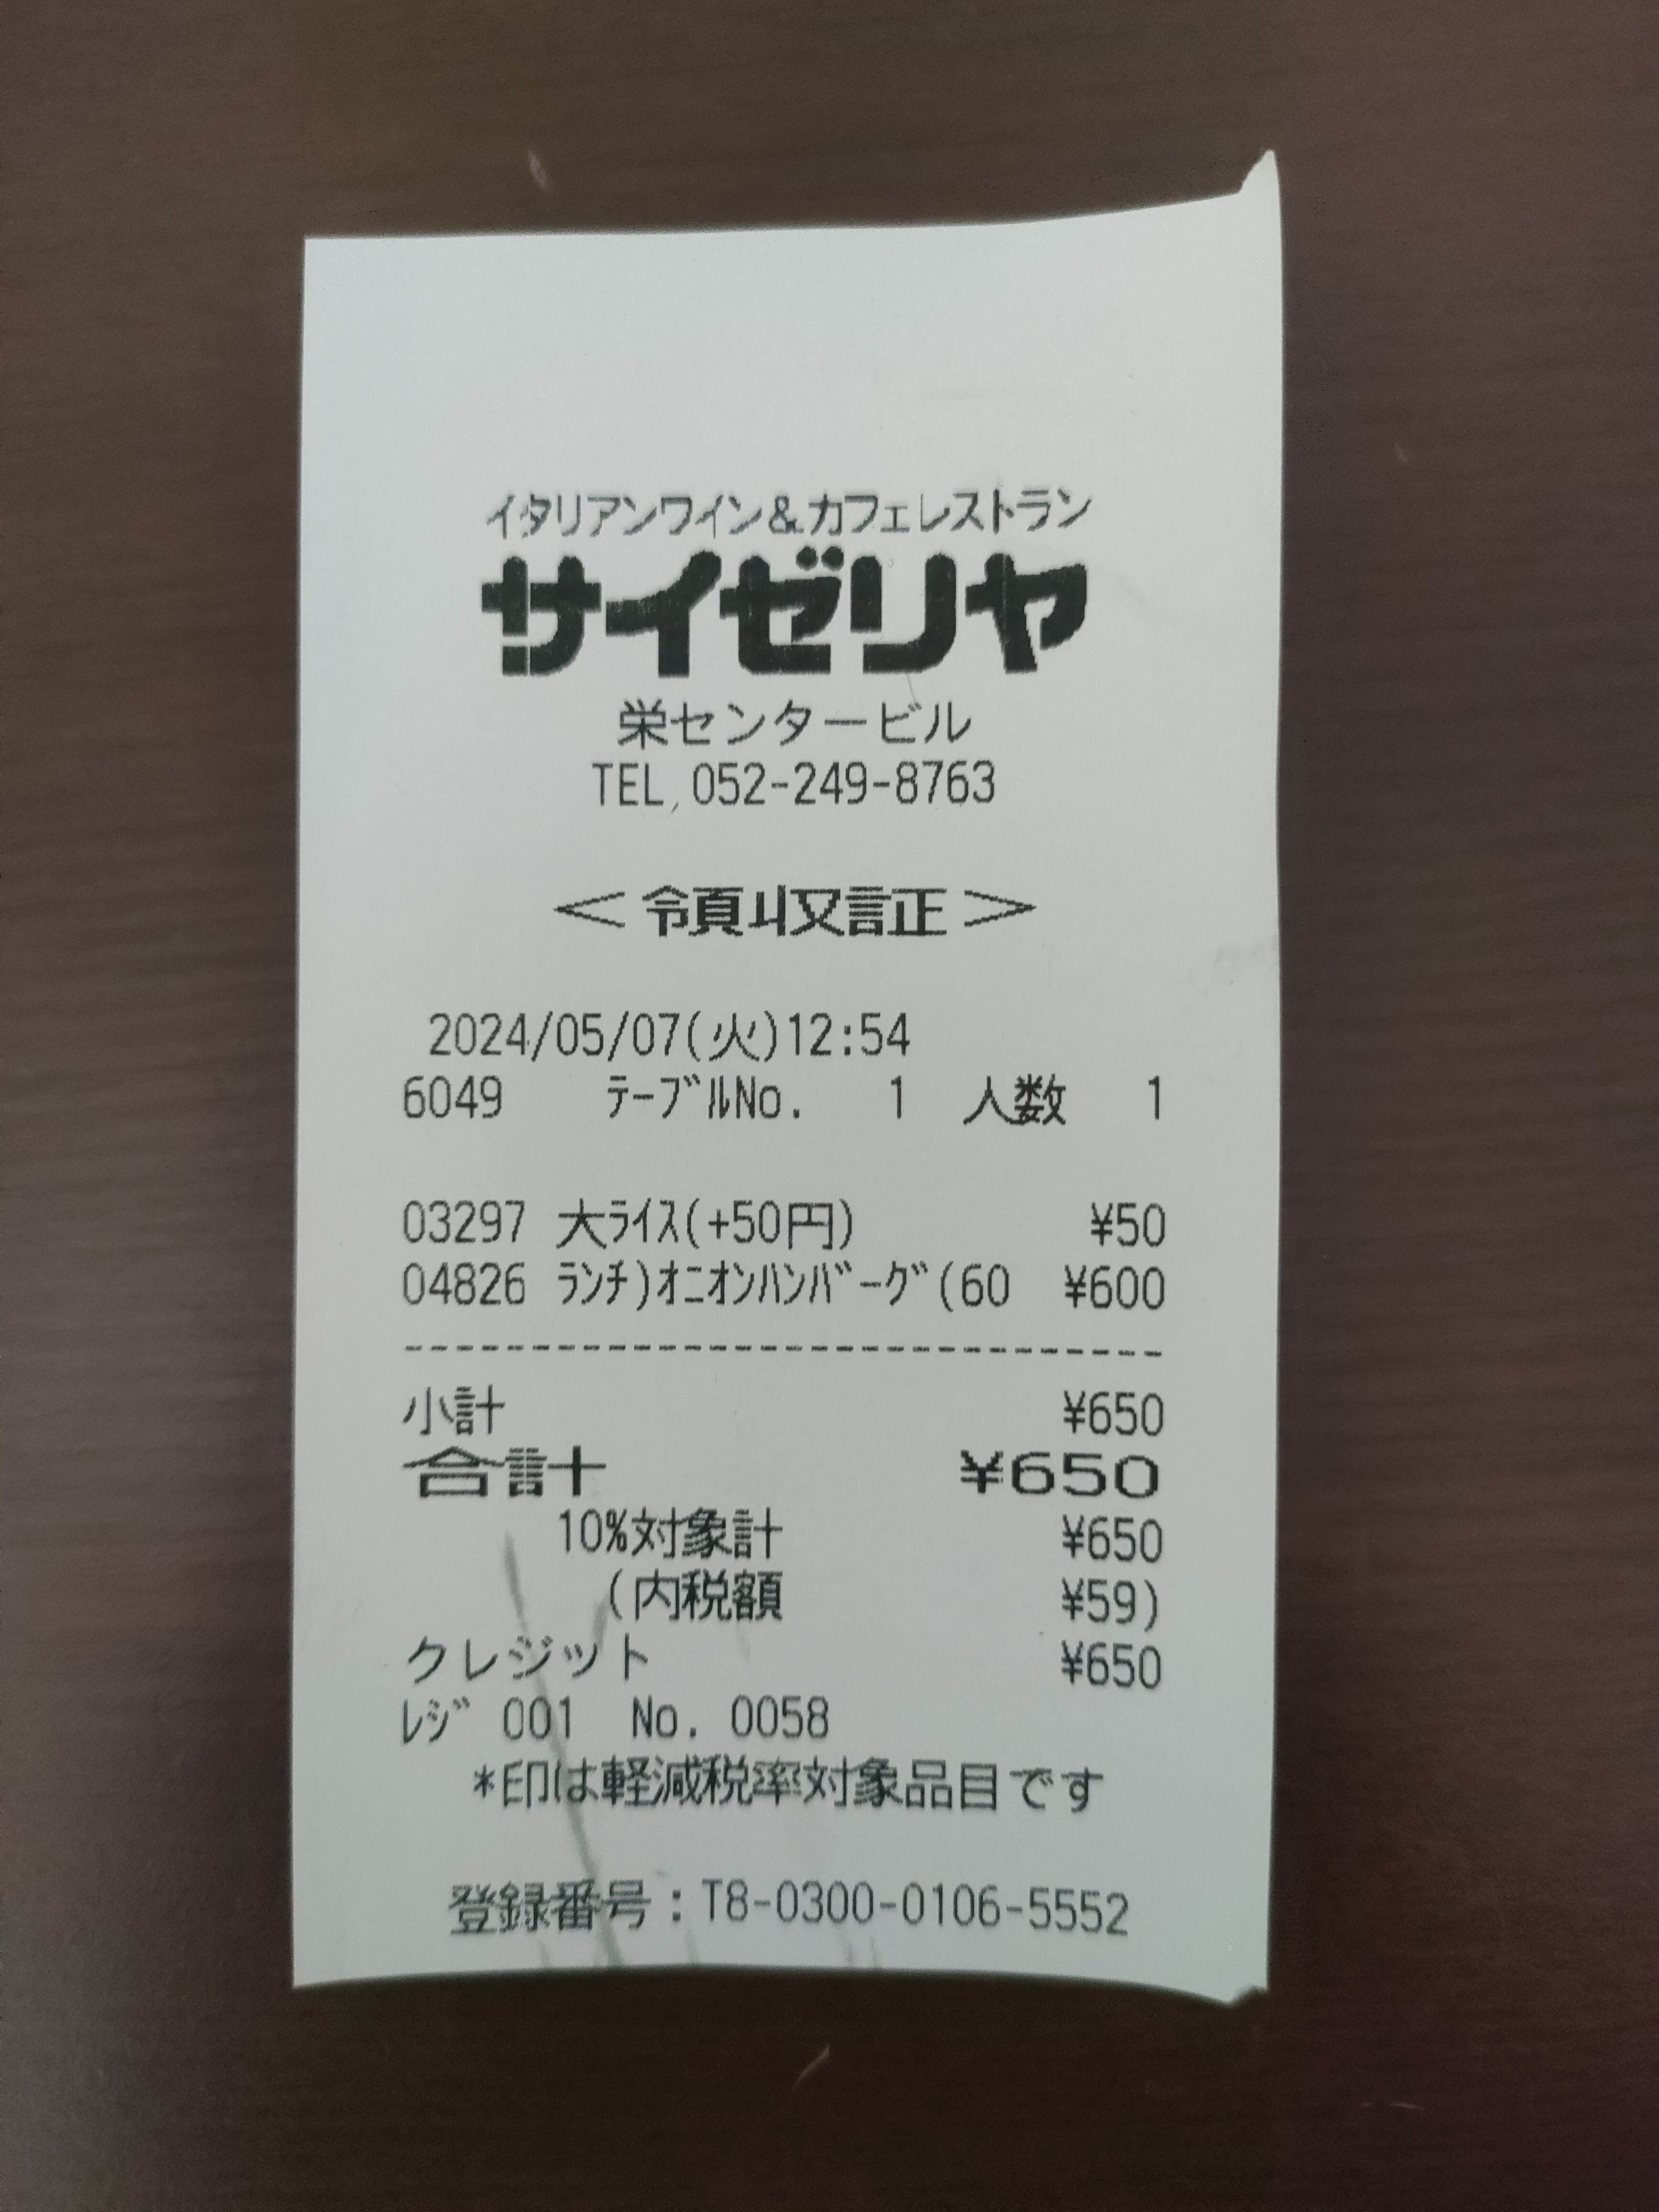 イタリアンワイン&カフェレストラン
サイゼリヤ
栄センタービル
TEL.052-249-8763
<領収証>
2024/05/07(火)12:54
6049 ﾃｰﾌﾞﾙNo. 1 人数 1
03297 大ﾗｲｽ(+50円) ¥50
04826 ﾗﾝﾁ)ｵﾆｵﾝﾊﾝﾊﾞｰｸﾞ(60 ¥600
小計 ¥650
合計 ¥650
10%対象計 ¥650
(内税額 ¥59)
クレジット ¥650
ﾚｼﾞ 001 No. 0058
*印は軽減税率対象品目です
登録番号:T8-0300-0106-5552